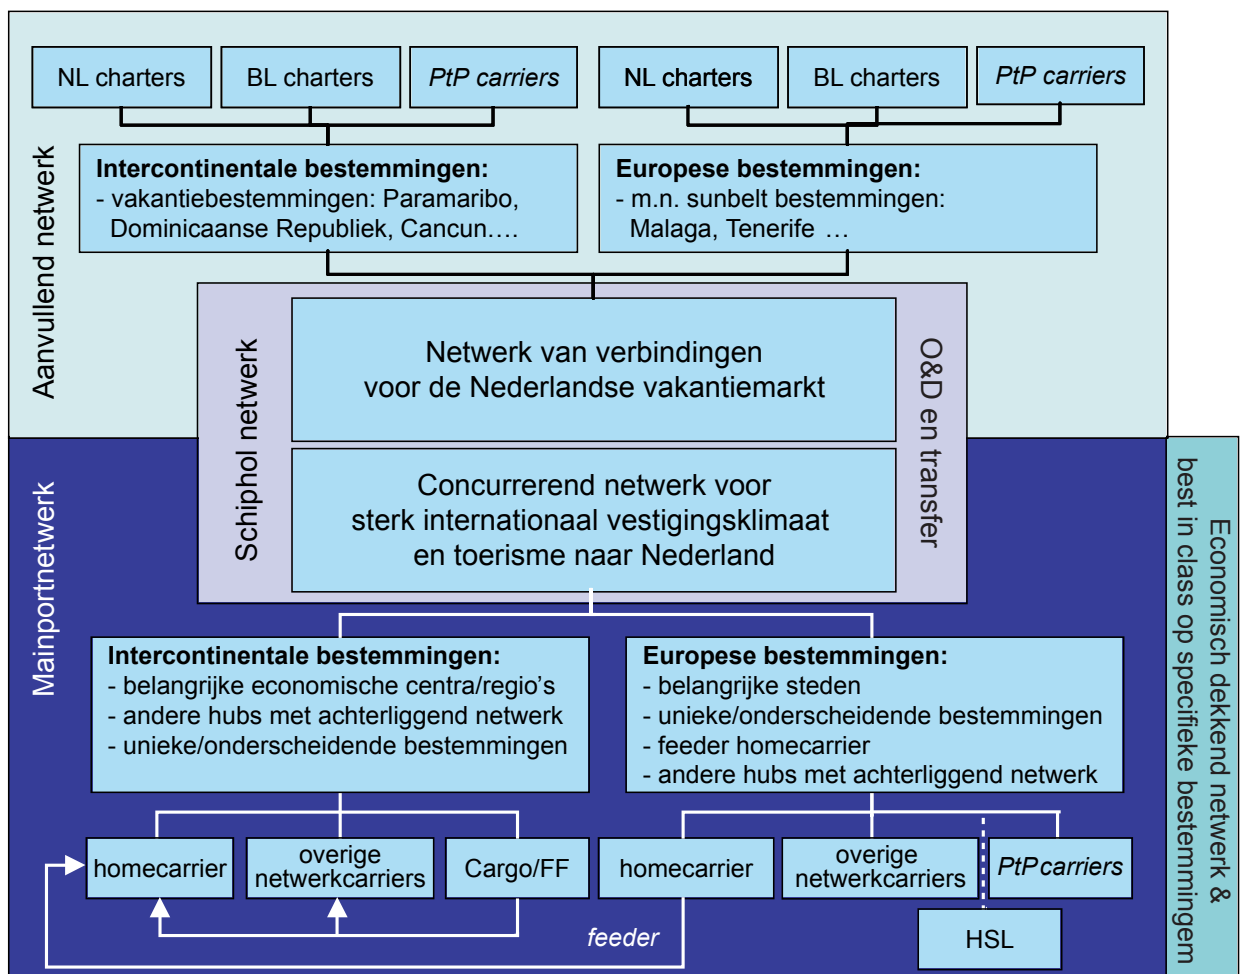 NL charters
BL charters
PtP carriers
NL charters
BL charters
PtP carriers
Aanvullend netwerk
Intercontinentale bestemmingen:
- vakantiebestemmingen: Paramaribo,
Dominicaanse Republiek, Cancun....
Europese bestemmingen:
- m.n. sunbelt bestemmingen:
Malaga, Tenerife ...
Schiphol netwerk
Netwerk van verbindingen
voor de Nederlandse vakantiemarkt
O&D en transfer
Concurrerend netwerk voor
sterk internationaal vestigingsklimaat
en toerisme naar Nederland
Mainportnetwerk
Economisch dekkend netwerk &
best in class op specifieke bestemmingem
Intercontinentale bestemmingen:
- belangrijke economische centra/regio's
- andere hubs met achterliggend netwerk
- unieke/onderscheidende bestemmingen
Europese bestemmingen:
- belangrijke steden
- unieke/onderscheidende bestemmingen
- feeder homecarrier
- andere hubs met achterliggend netwerk
homecarrier
overige
netwerkcarriers
Cargo/FF
homecarrier
overige
netwerkcarriers
PtP carriers
feeder
HSL